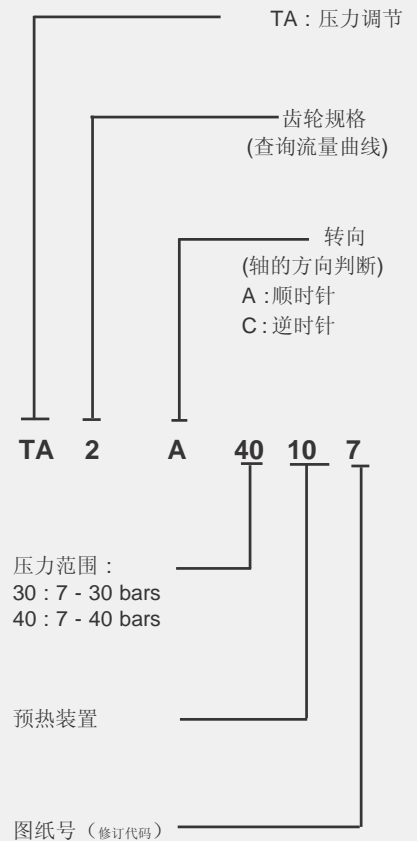 TA : 压力调节
齿轮规格
(查询流量曲线)
转向
(轴的方向判断)
A :顺时针
C : 逆时针
TA 2 A 40 10 7
压力范围 :
30 : 7 - 30 bars
40 : 7 - 40 bars
预热装置
图纸号（修订代码）